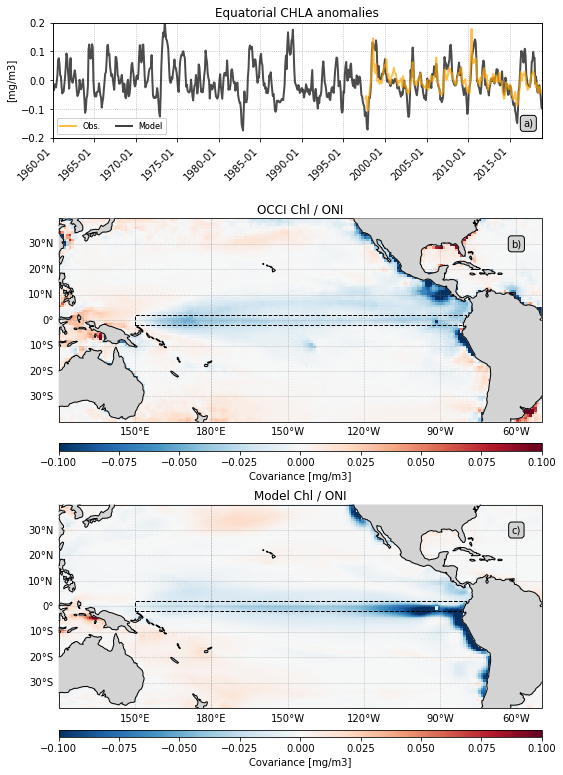 Equatorial CHLA anomalies
0.2
0.1
0.0
−0.1
−0.2
[mg/m3]
Obs.
Model
a)
1960-01
1965-01
1970-01
1975-01
1980-01
1985-01
1990-01
1995-01
2000-01
2005-01
2010-01
2015-01
OCCI Chl / ONI
b)
30°N
20°N
10°N
0°
10°S
20°S
30°S
150°E 180°E 150°W 120°W 90°W 60°W
−0.100 −0.075 −0.050 −0.025 0.000 0.025 0.050 0.075 0.100
Covariance [mg/m3]
Model Chl / ONI
c)
30°N
20°N
10°N
0°
10°S
20°S
30°S
150°E 180°E 150°W 120°W 90°W 60°W
−0.100 −0.075 −0.050 −0.025 0.000 0.025 0.050 0.075 0.100
Covariance [mg/m3]